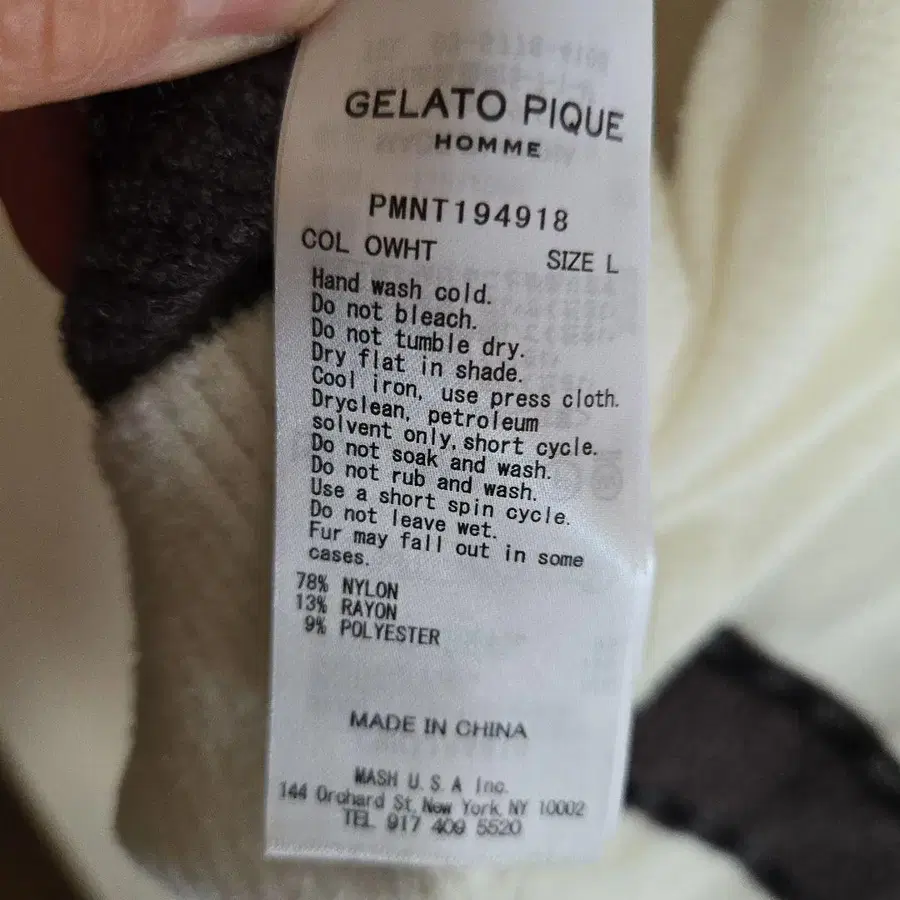 GELATO PIQUE
HOMME
PMNT194918
COL OWHT SIZE L
Hand wash cold.
Do not bleach.
Do not tumble dry.
Dry flat in shade.
Cool iron, use press cloth.
Dryclean, petroleum
solvent only, short cycle.
Do not soak and wash.
Do not rub and wash.
Use a short spin cycle.
Do not leave wet.
Fur may fall out in some
cases.
78% NYLON
13% RAYON
9% POLYESTER
MADE IN CHINA
MASH U.S.A Inc.
144 Orchard St, New York, NY 10002
TEL 917 409 5520